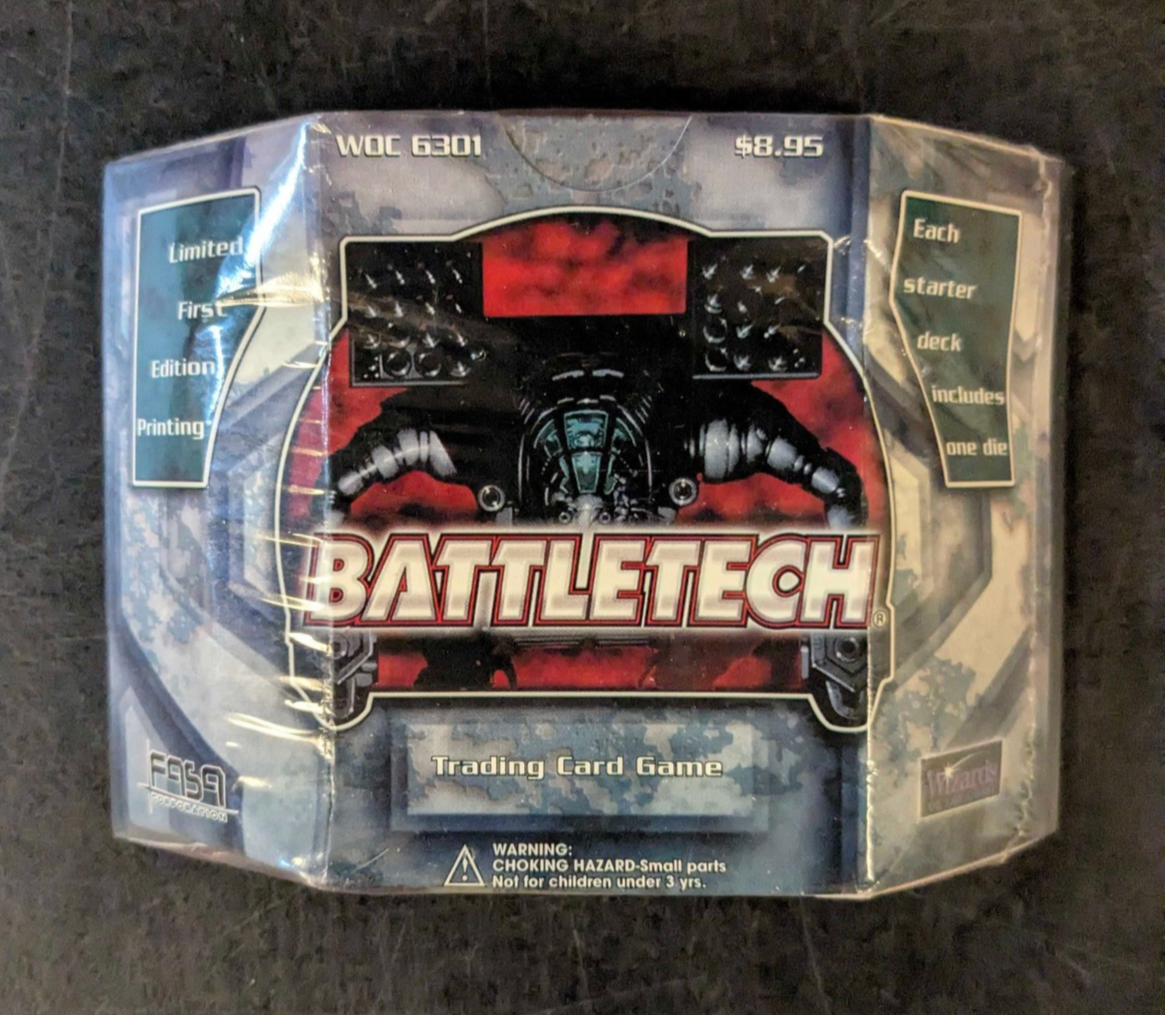 WOC 6301
$8.95
Limited
First
Edition
Printing*
Each
starter
deck
includes
one die
BATTLETECH®
Trading Card Game
FASA
CORPORATION
Wizards
WARNING:
CHOKING HAZARD-Small parts
Not for children under 3 yrs.